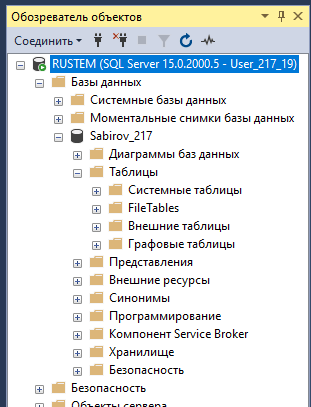 Обозреватель объектов
Соединить
RUSTEM (SQL Server 15.0.2000.5 - User_217_19)
Базы данных
Системные базы данных
Моментальные снимки базы данных
Sabirov_217
Диаграммы баз данных
Таблицы
Системные таблицы
FileTables
Внешние таблицы
Графовые таблицы
Представления
Внешние ресурсы
Синонимы
Программирование
Компонент Service Broker
Хранилище
Безопасность
Безопасность
Объекты сервера